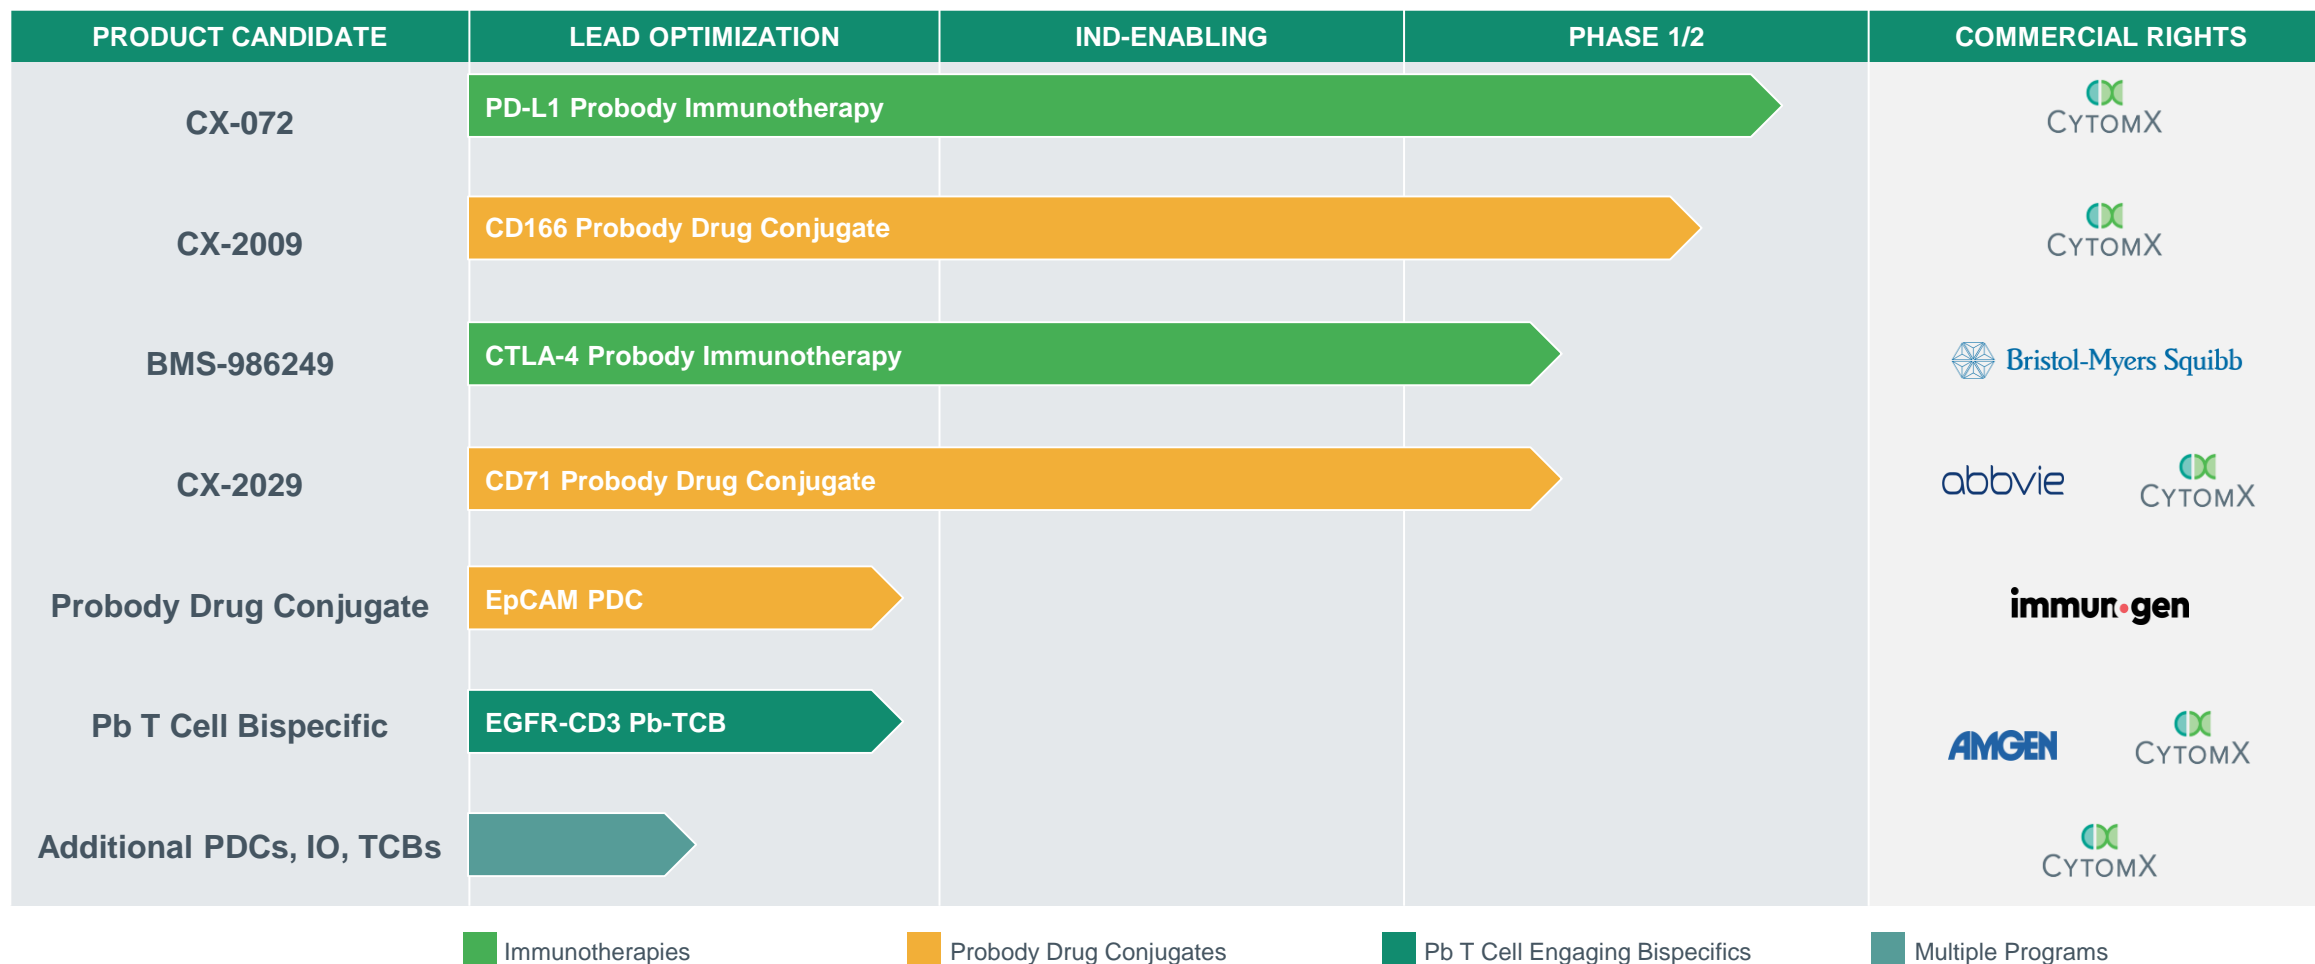 PRODUCT CANDIDATE LEAD OPTIMIZATION IND-ENABLING PHASE 1/2 COMMERCIAL RIGHTS
CX-072 PD-L1 Probody Immunotherapy CYTOMX
CX-2009 CD166 Probody Drug Conjugate CYTOMX
BMS-986249 CTLA-4 Probody Immunotherapy Bristol-Myers Squibb
CX-2029 CD71 Probody Drug Conjugate abbvie CYTOMX
Probody Drug Conjugate EpCAM PDC immunogen
Pb T Cell Bispecific EGFR-CD3 Pb-TCB AMGEN CYTOMX
Additional PDCs, IO, TCBs CYTOMX
Immunotherapies Probody Drug Conjugates Pb T Cell Engaging Bispecifics Multiple Programs